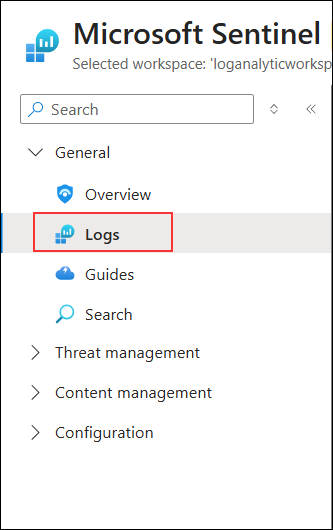 Microsoft Sentinel
Selected workspace: 'loganalyticworksp
Search
General
Overview
Logs
Guides
Search
Threat management
Content management
Configuration